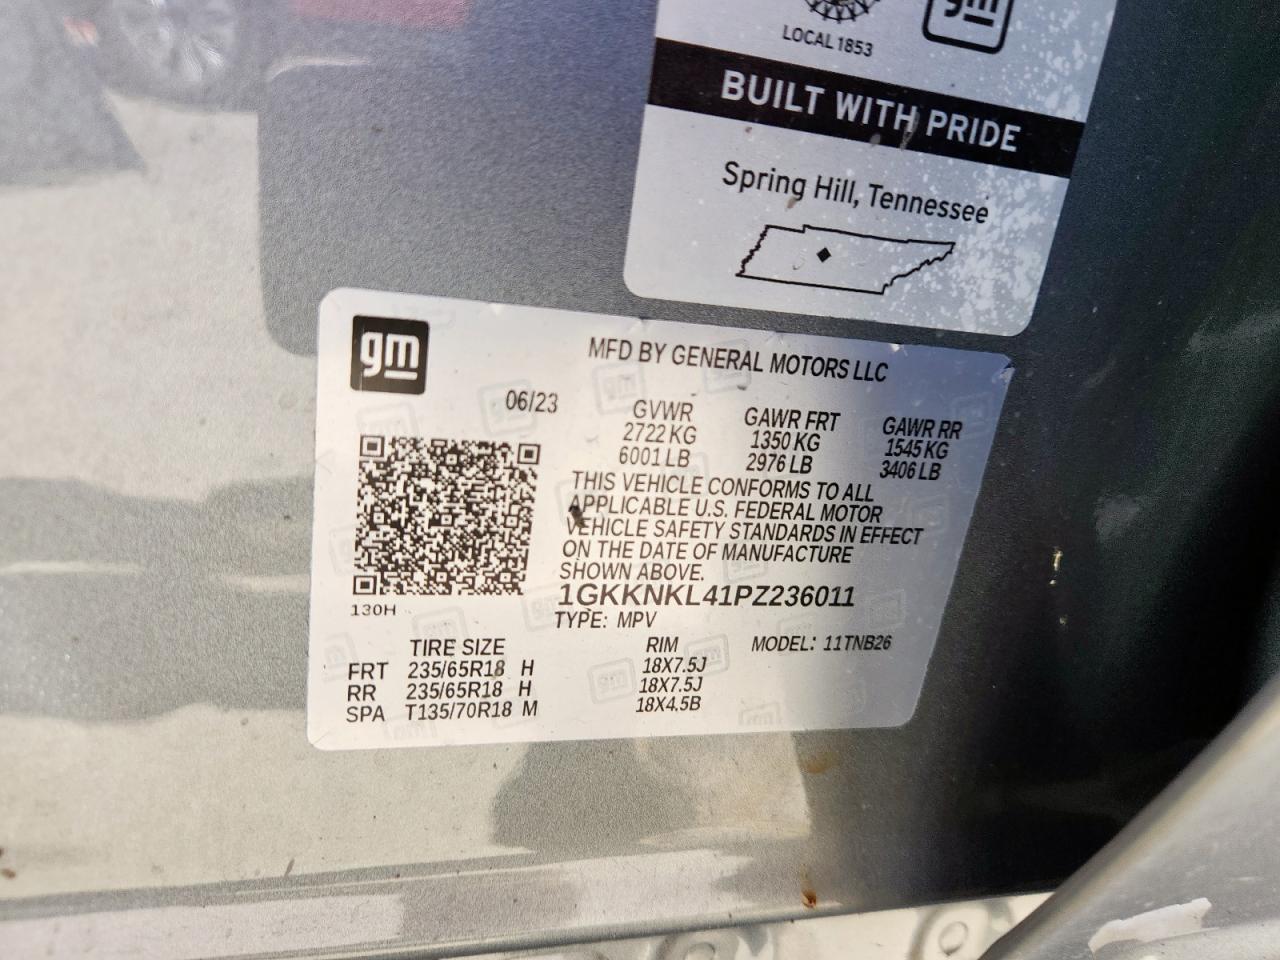 gm
LOCAL 1853
BUILT WITH PRIDE
Spring Hill, Tennessee
gm
MFD BY GENERAL MOTORS LLC
06/23 GVWR GAWR FRT GAWR RR
2722 KG 1350 KG 1545 KG
6001 LB 2976 LB 3406 LB
THIS VEHICLE CONFORMS TO ALL
APPLICABLE U.S. FEDERAL MOTOR
VEHICLE SAFETY STANDARDS IN EFFECT
ON THE DATE OF MANUFACTURE
SHOWN ABOVE.
1GKKNKL41PZ236011
130H
TYPE: MPV
TIRE SIZE RIM MODEL: 11TNB26
FRT 235/65R18 H 18X7.5J
RR 235/65R18 H 18X7.5J
SPA T135/70R18 M 18X4.5B